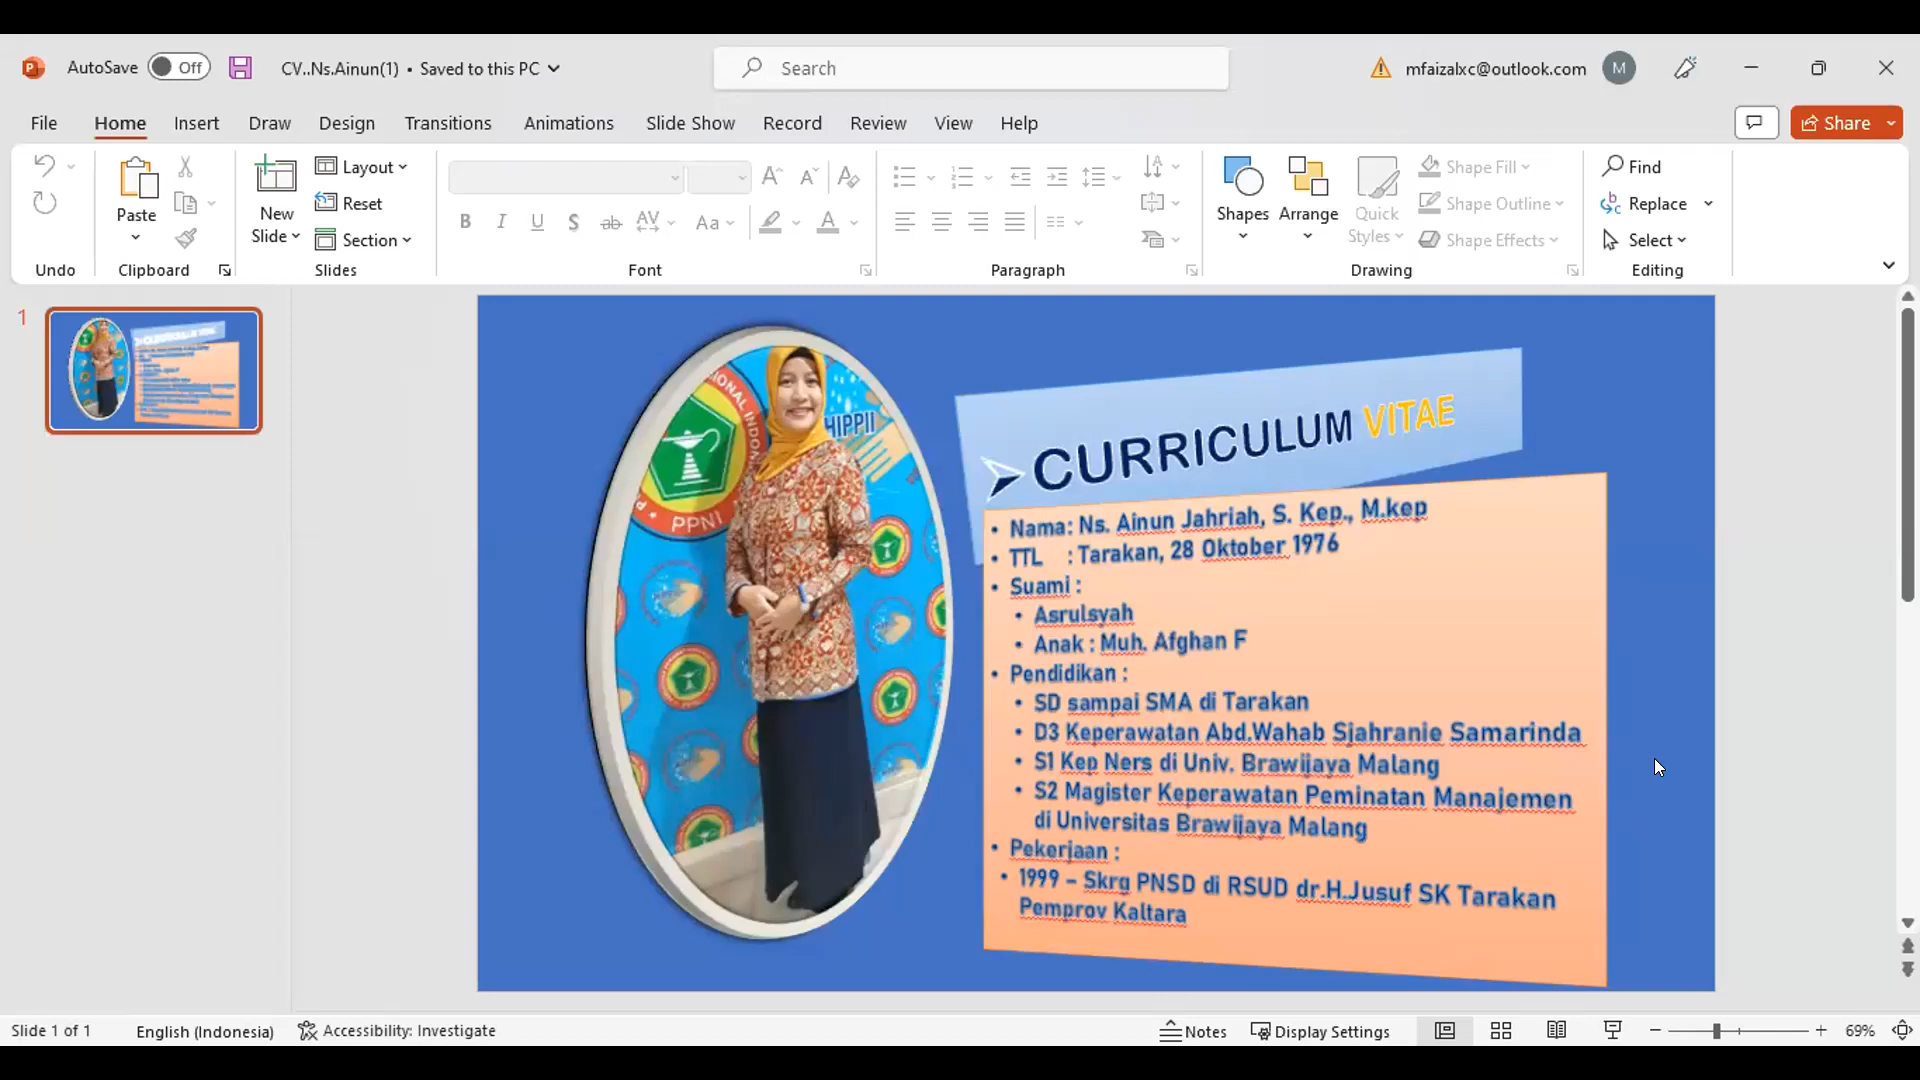 AutoSave Off CV..Ns.Ainun(1) • Saved to this PC Search mfaizalxc@outlook.com M
File Home Insert Draw Design Transitions Animations Slide Show Record Review View Help Share
Paste New Slide Layout Reset Section
B I U S ab AV Aa A
Shapes Arrange Quick Styles
Shape Fill Shape Outline Shape Effects
Find Replace Select
Undo Clipboard Slides Font Paragraph Drawing Editing
1
HIPPII
PPNI
CURRICULUM VITAE
• Nama: Ns. Ainun Jahriah, S. Kep., M.kep
• TTL : Tarakan, 28 Oktober 1976
• Suami :
• Asrulsyah
• Anak : Muh. Afghan F
• Pendidikan :
• SD sampai SMA di Tarakan
• D3 Keperawatan Abd.Wahab Sjahranie Samarinda
• S1 Kep Ners di Univ. Brawijaya Malang
• S2 Magister Keperawatan Peminatan Manajemen
di Universitas Brawijaya Malang
• Pekerjaan :
• 1999 – Skrg PNSD di RSUD dr.H.Jusuf SK Tarakan
Pemprov Kaltara
Slide 1 of 1 English (Indonesia) Accessibility: Investigate Notes Display Settings 69%